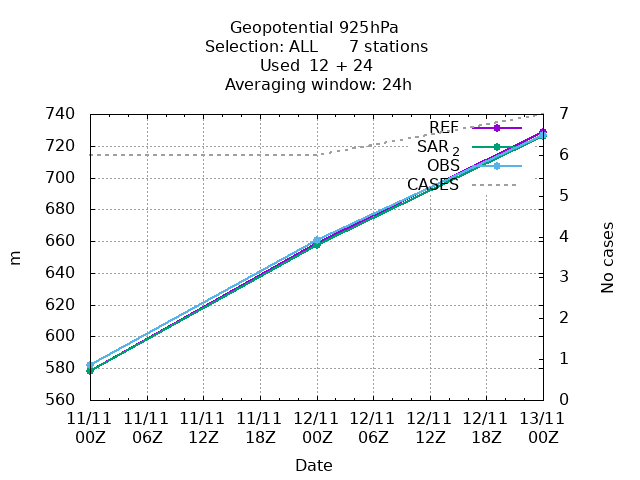 Geopotential 925hPa
Selection: ALL      7 stations
Used  12 + 24
Averaging window: 24h
740
720
700
680
660
640
620
600
580
560
m
7
6
5
4
3
2
1
0
No cases
REF
SAR 2
OBS
CASES
11/11 11/11 11/11 11/11 12/11 12/11 12/11 12/11 13/11
00Z 06Z 12Z 18Z 00Z 06Z 12Z 18Z 00Z
Date